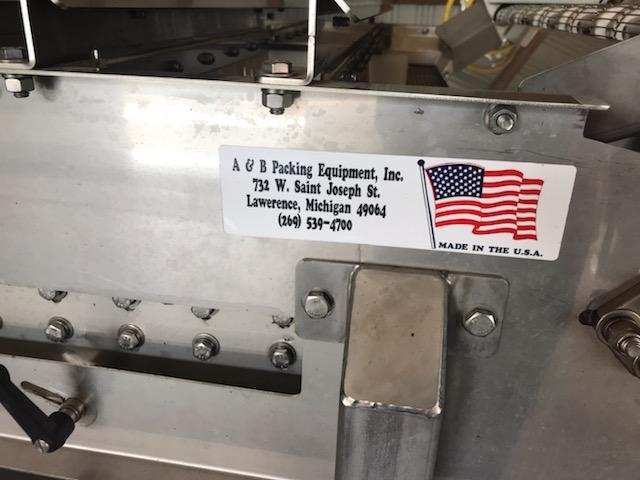 A & B Packing Equipment, Inc.
732 W. Saint Joseph St.
Lawerence, Michigan 49064
(269) 539-4700
MADE IN THE U.S.A.